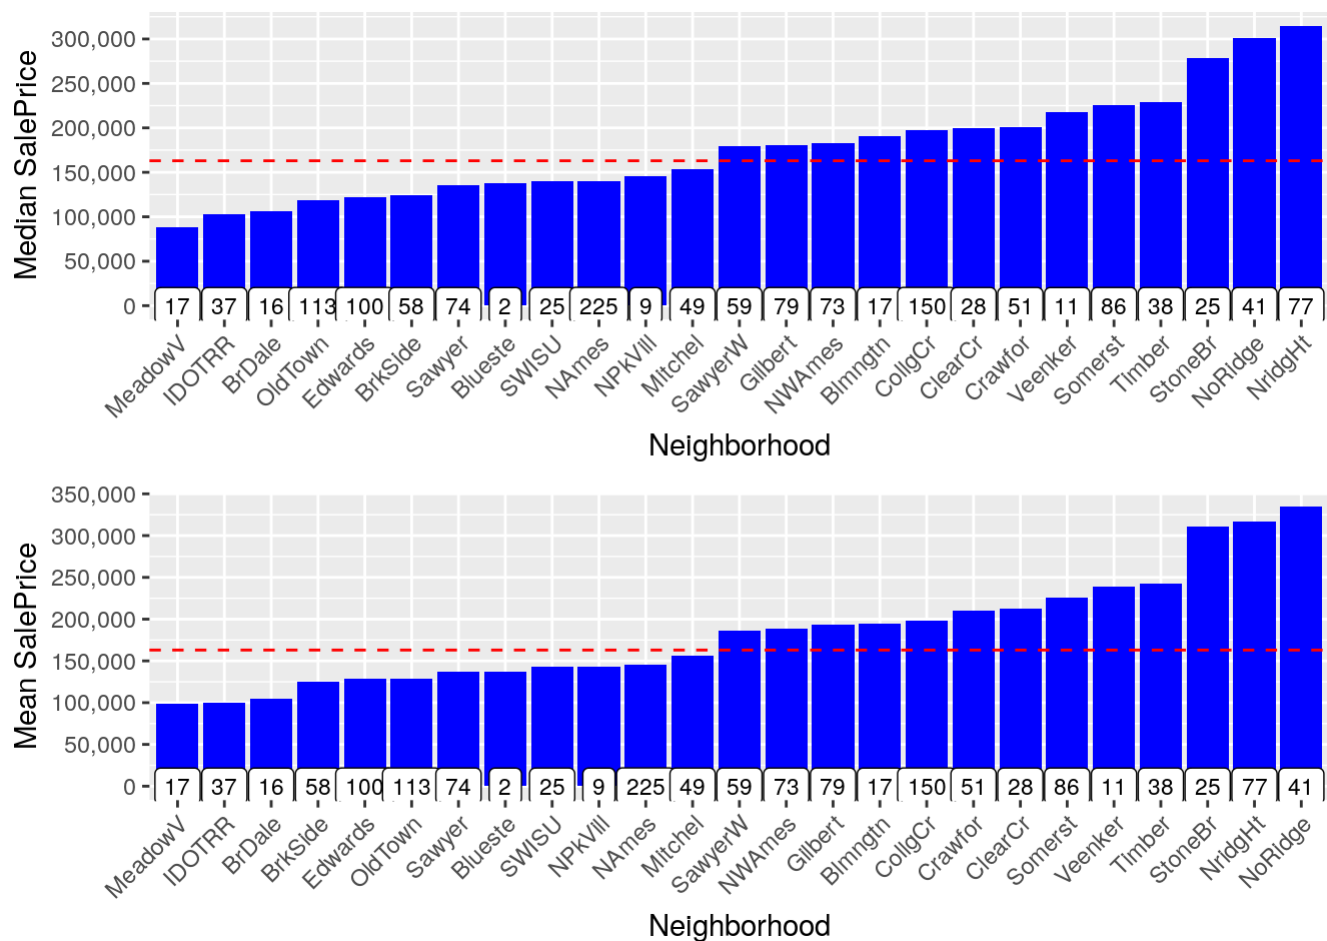 Median SalePrice
300,000
250,000
200,000
150,000
100,000
50,000
0
17 37 16 113 100 58 74 2 25 225 9 49 59 79 73 17 150 28 51 11 86 38 25 41 77
MeadowV IDOTRR BrDale OldTown Edwards BrkSide Sawyer Blueste SWISU NAmes NPkVill Mitchel SawyerW Gilbert NWAmes Blmngtn CollgCr ClearCr Crawfor Veenker Somerst Timber StoneBr NoRidge NridgHt
Neighborhood
Mean SalePrice
350,000
300,000
250,000
200,000
150,000
100,000
50,000
0
17 37 16 58 100 113 74 2 25 9 225 49 59 73 79 17 150 51 28 86 11 38 25 77 41
MeadowV IDOTRR BrDale BrkSide Edwards OldTown Sawyer Blueste SWISU NPkVill NAmes Mitchel SawyerW NWAmes Gilbert Blmngtn CollgCr Crawfor ClearCr Somerst Veenker Timber StoneBr NridgHt NoRidge
Neighborhood